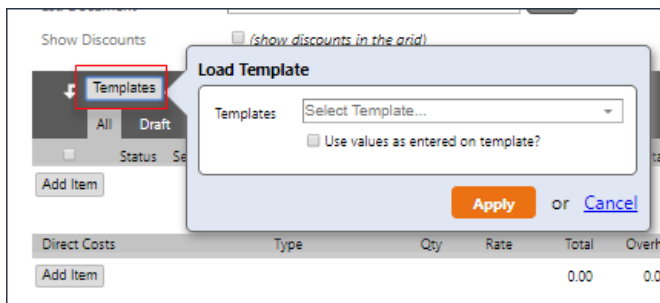 Show Discounts (show discounts in the grid)
Load Template
Templates
Templates Select Template...
Use values as entered on template?
All Draft
Status
Add Item
Apply or Cancel
Direct Costs Type Qty Rate Total
Add Item 0.00